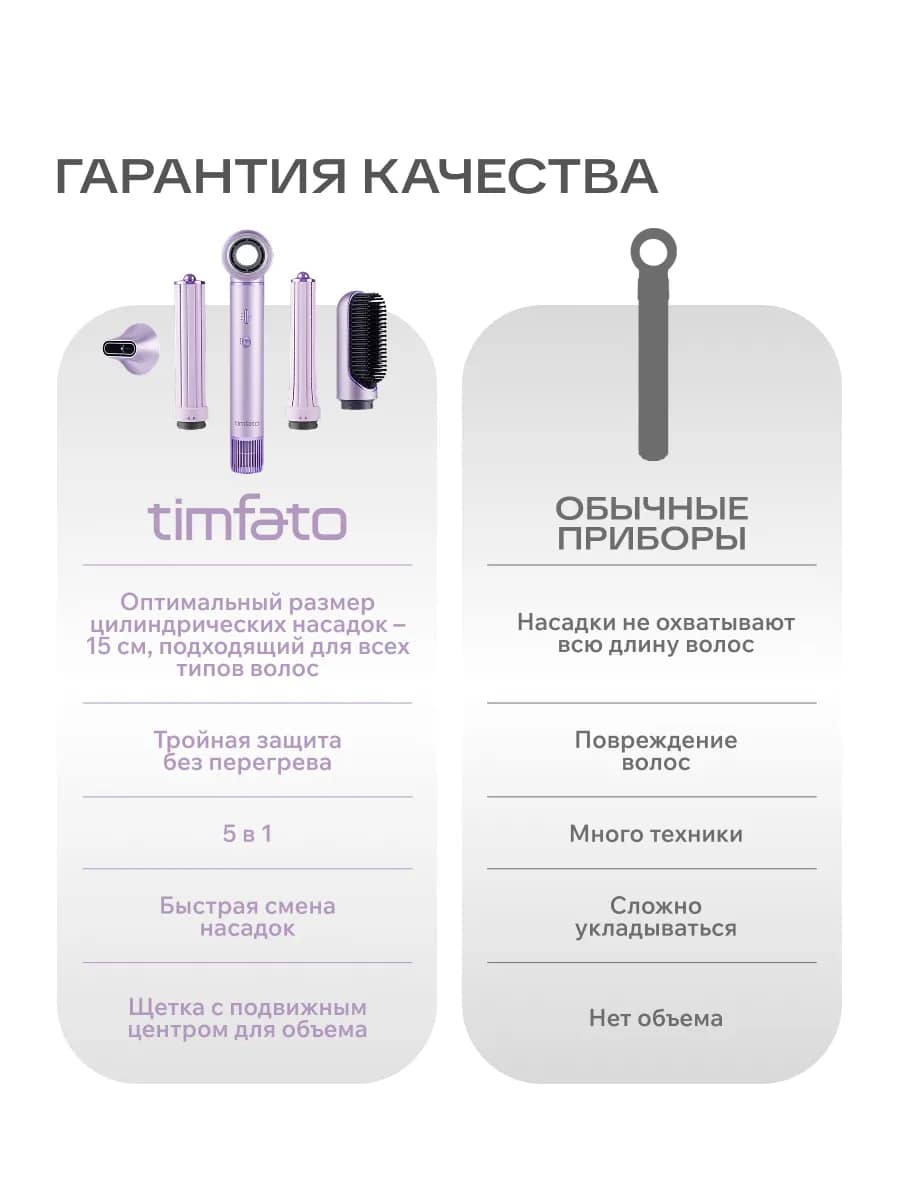 ГАРАНТИЯ КАЧЕСТВА
timfato
timfato
Оптимальный размер
цилиндрических насадок –
15 см, подходящий для всех
типов волос
Тройная защита
без перегрева
5 в 1
Быстрая смена
насадок
Щетка с подвижным
центром для объема
ОБЫЧНЫЕ
ПРИБОРЫ
Насадки не охватывают
всю длину волос
Повреждение
волос
Много техники
Сложно
укладываться
Нет объема